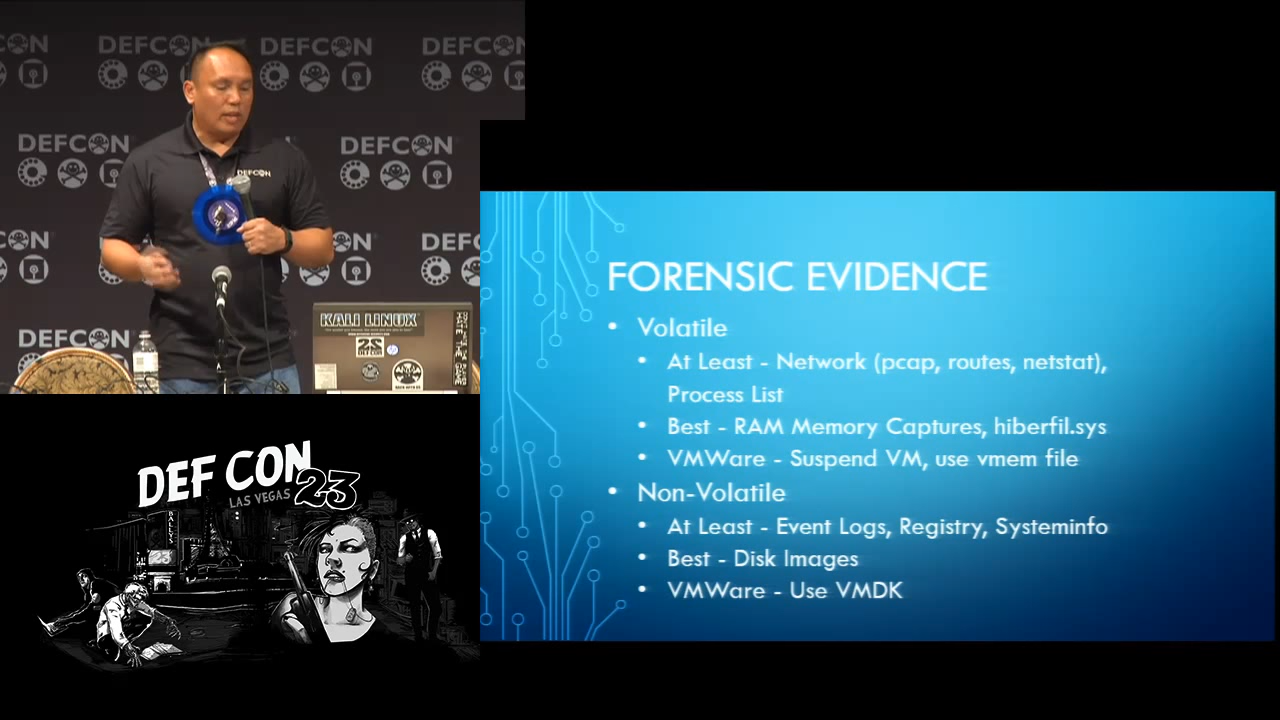 DEFCON
DEFCON
DEFCON
DEFCON
DEFCON
DEFCON
DEFCON
DEFCON
KALI LINUX
DEF CON
LAS VEGAS 23
BALLYS
23
FORENSIC EVIDENCE
• Volatile
• At Least - Network (pcap, routes, netstat),
Process List
• Best - RAM Memory Captures, hiberfil.sys
• VMWare - Suspend VM, use vmem file
• Non-Volatile
• At Least - Event Logs, Registry, Systeminfo
• Best - Disk Images
• VMWare - Use VMDK